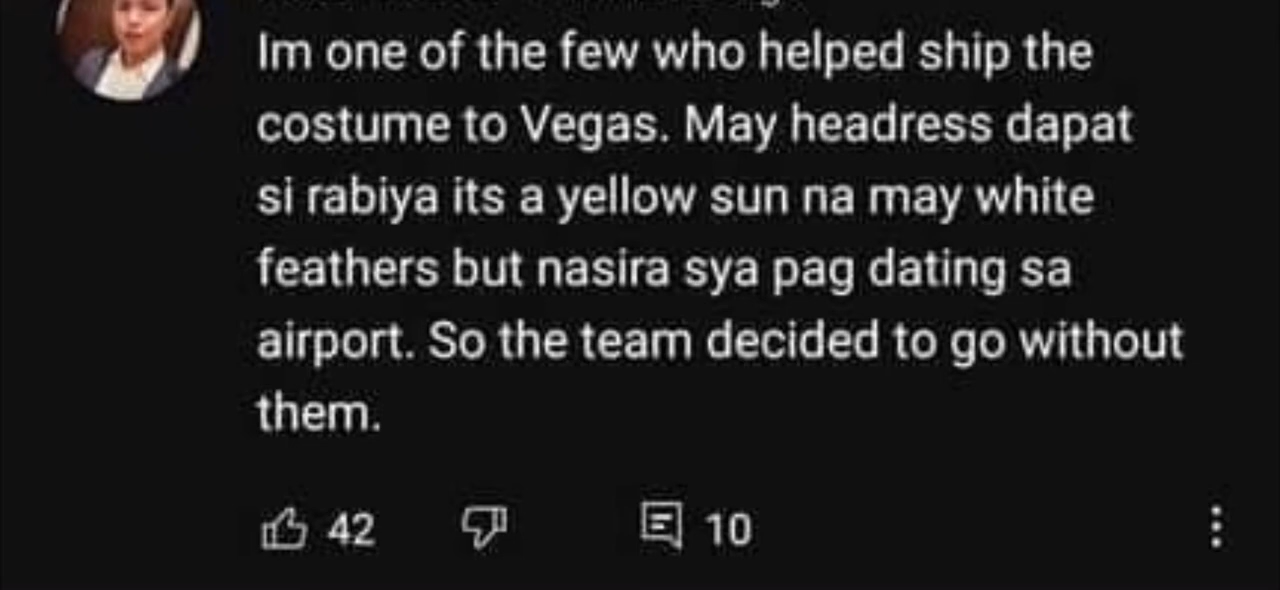 Im one of the few who helped ship the
costume to Vegas. May headress dapat
si rabiya its a yellow sun na may white
feathers but nasira sya pag dating sa
airport. So the team decided to go without
them.
42 10